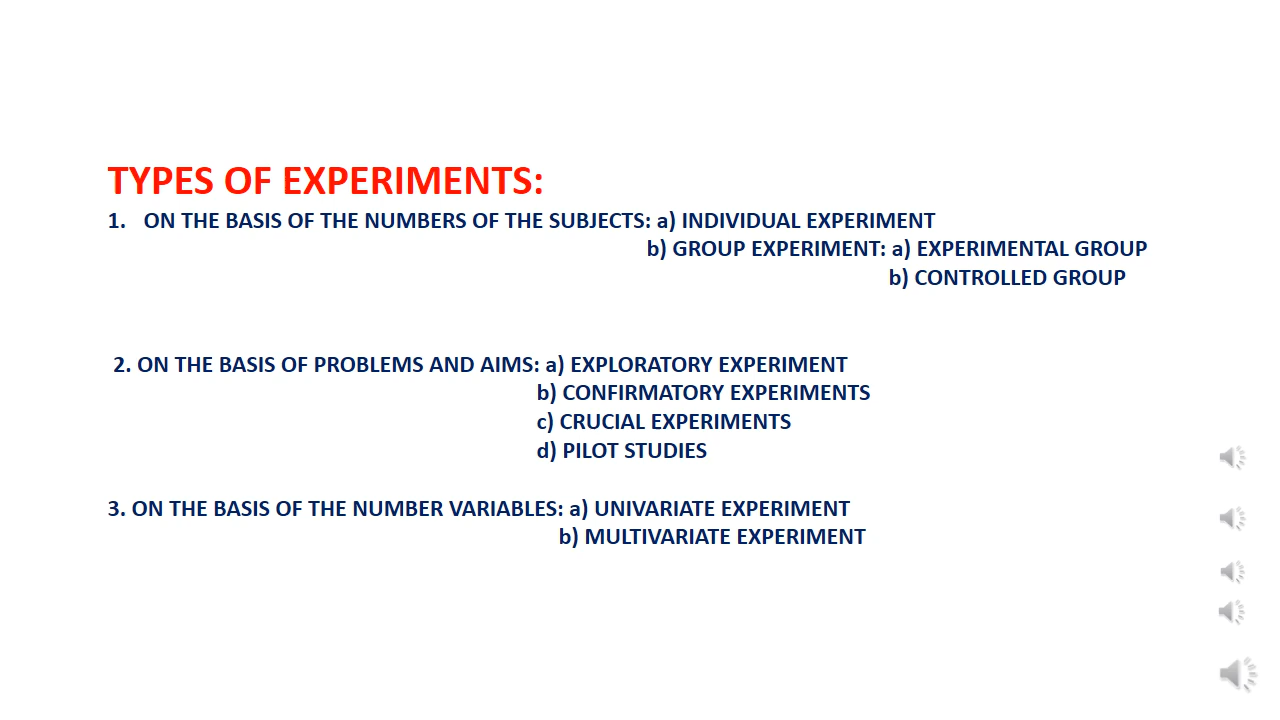 TYPES OF EXPERIMENTS:
1. ON THE BASIS OF THE NUMBERS OF THE SUBJECTS: a) INDIVIDUAL EXPERIMENT
b) GROUP EXPERIMENT: a) EXPERIMENTAL GROUP
b) CONTROLLED GROUP
2. ON THE BASIS OF PROBLEMS AND AIMS: a) EXPLORATORY EXPERIMENT
b) CONFIRMATORY EXPERIMENTS
c) CRUCIAL EXPERIMENTS
d) PILOT STUDIES
3. ON THE BASIS OF THE NUMBER VARIABLES: a) UNIVARIATE EXPERIMENT
b) MULTIVARIATE EXPERIMENT